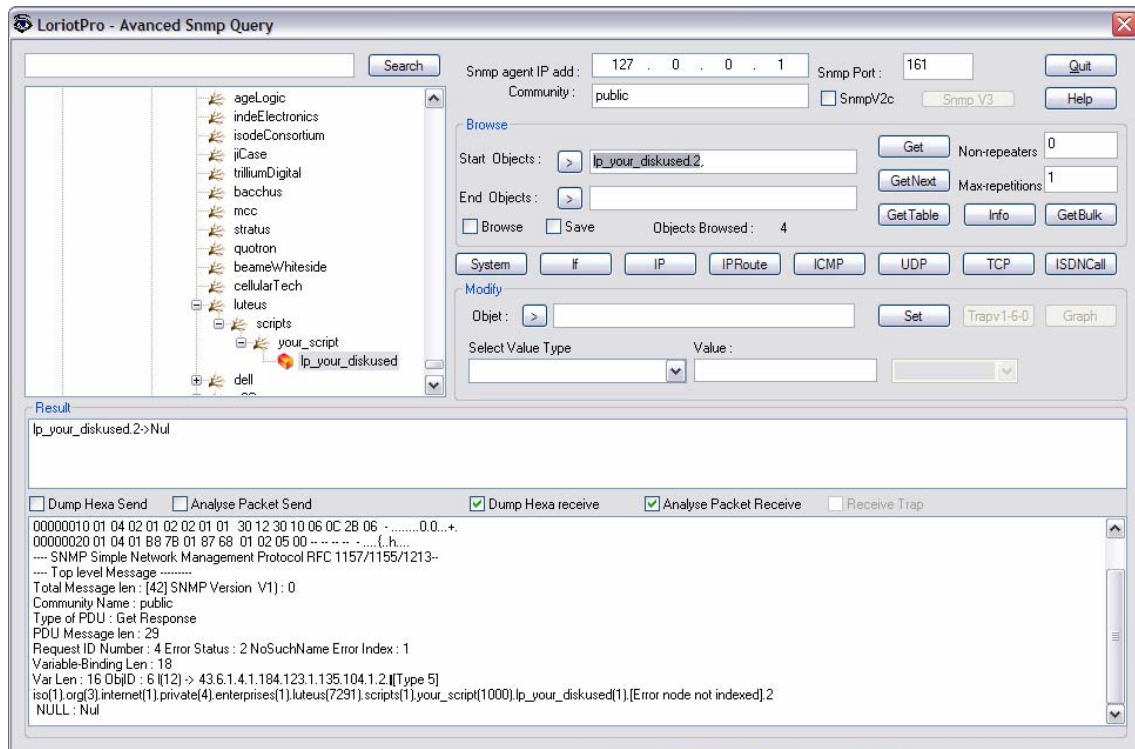 LoriotPro - Avanced Snmp Query
Search
Snmp agent IP add : 127 . 0 . 0 . 1
Snmp Port : 161
Quit
Community : public
SnmpV2c
Snmp V3
Help
ageLogic
indeElectronics
isodeConsortium
jiCase
trilliumDigital
bacchus
mcc
stratus
quotron
beameWhiteside
cellularTech
luteus
scripts
your_script
lp_your_diskused
dell
Browse
Start Objects : > lp_your_diskused.2,
Get
Non-repeaters 0
End Objects : >
GetNext
Max-repetitions 1
Browse
Save
Objects Browsed : 4
GetTable
Info
GetBulk
System
If
IP
IPRoute
ICMP
UDP
TCP
ISDNCall
Modify
Objet : >
Set
Trapv1-6-0
Graph
Select Value Type
Value :
Result
lp_your_diskused.2->Nul
Dump Hexa Send
Analyse Packet Send
Dump Hexa receive
Analyse Packet Receive
Receive Trap
00000010 01 04 02 01 02 02 01 01 30 12 30 10 06 0C 2B 06 - ........0.0...+.
00000020 01 04 01 B8 7B 01 87 68 01 02 05 00 -- -- -- -- - ....{..h....
---- SNMP Simple Network Management Protocol RFC 1157/1155/1213--
---- Top level Message ---------
Total Message len : [42] SNMP Version V1) : 0
Community Name : public
Type of PDU : Get Response
PDU Message len : 29
Request ID Number : 4 Error Status : 2 NoSuchName Error Index : 1
Variable-Binding Len : 18
Var Len : 16 ObjID : 6 l(12) -> 43.6.1.4.1.184.123.1.135.104.1.2.|[Type 5]
iso(1).org(3).internet(1).private(4).enterprises(1).luteus(7291).scripts(1).your_script(1000).lp_your_diskused(1).[Error node not indexed].2
NULL : Nul